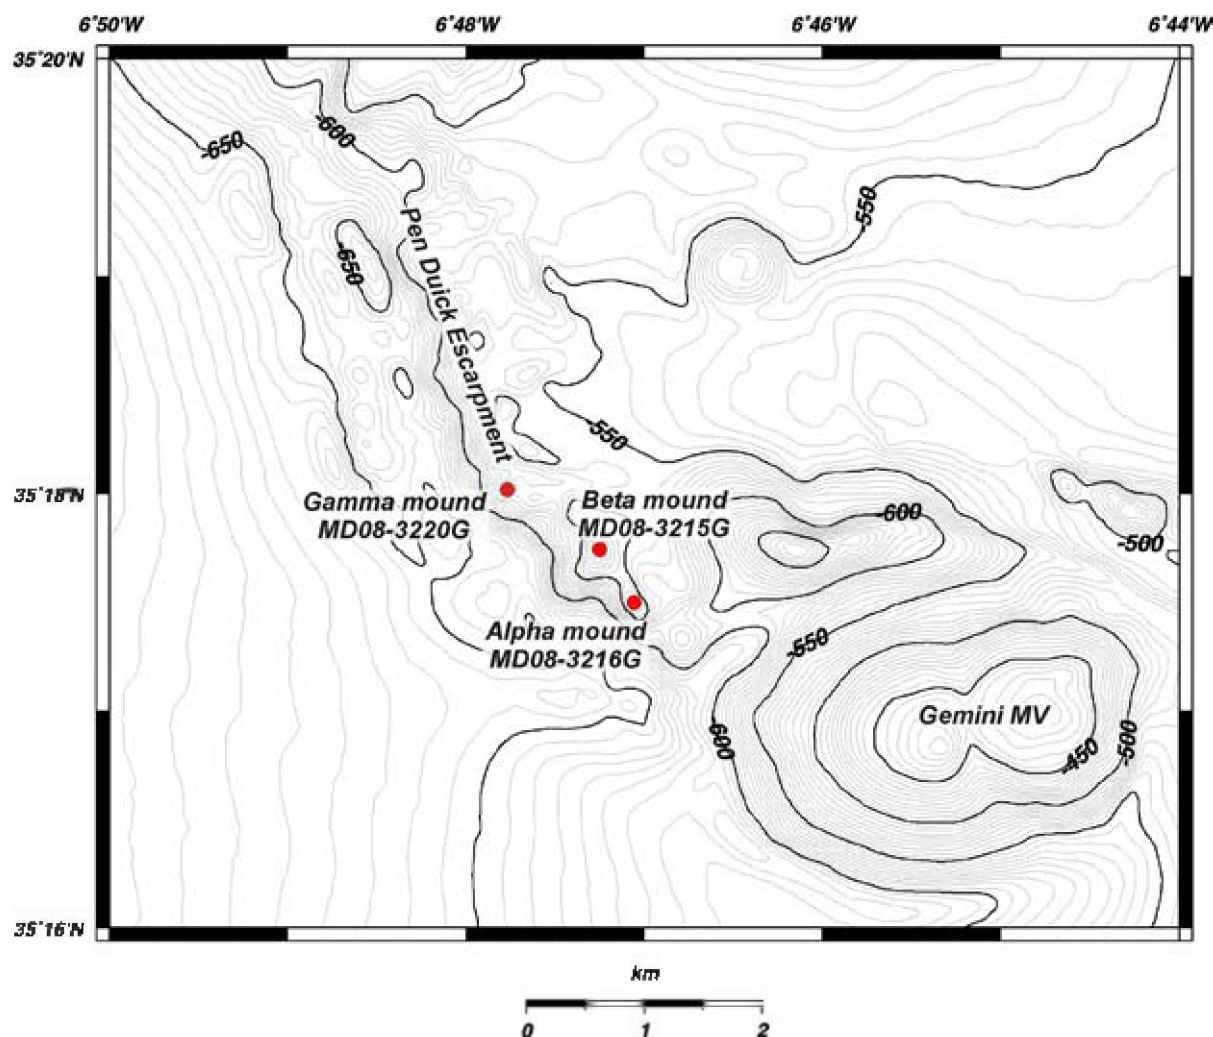 6˚50'W
6˚48'W
6˚46'W
6˚44'W
35˚20'N
35˚18'N
35˚16'N
-650
-600
-550
-650
Pen Duick Escarpment
-550
Gamma mound
MD08-3220G
Beta mound
MD08-3215G
-600
-500
Alpha mound
MD08-3216G
-550
-600
Gemini MV
-450
-500
km
0
1
2